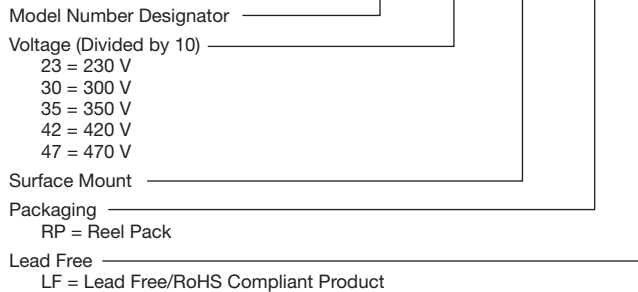 Model Number Designator
Voltage (Divided by 10)
23 = 230 V
30 = 300 V
35 = 350 V
42 = 420 V
47 = 470 V
Surface Mount
Packaging
RP = Reel Pack
Lead Free
LF = Lead Free/RoHS Compliant Product